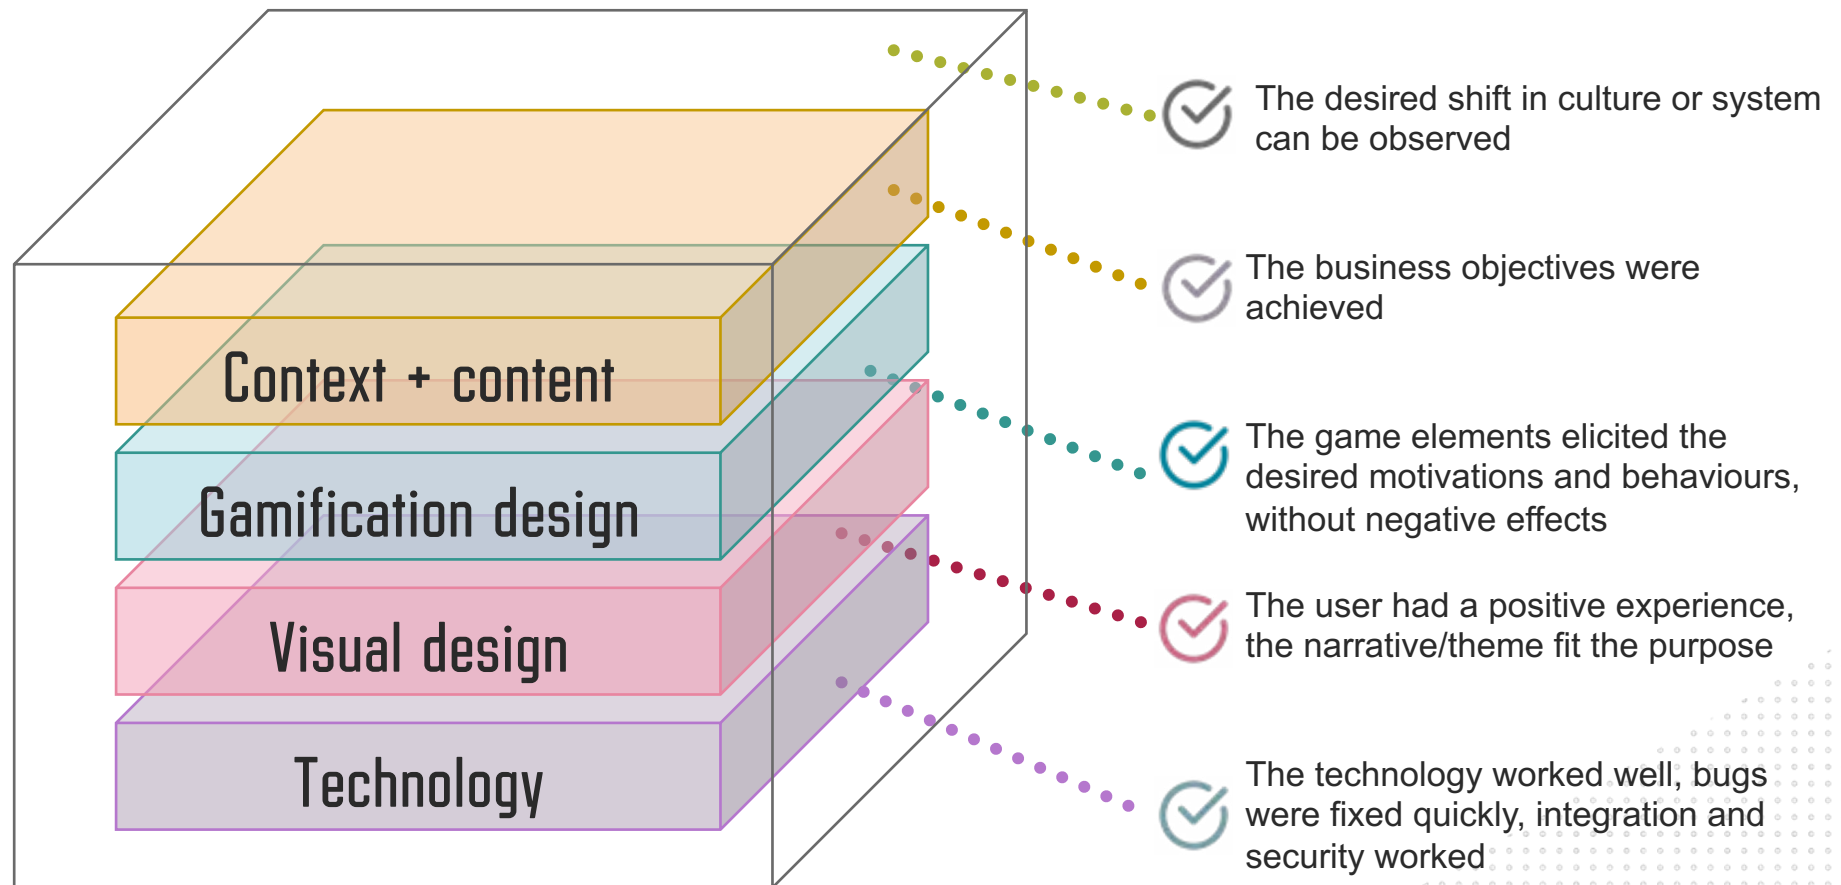 The desired shift in culture or system
can be observed
The business objectives were
achieved
Context + content
The game elements elicited the
desired motivations and behaviours,
without negative effects
Gamification design
The user had a positive experience,
the narrative/theme fit the purpose
Visual design
The technology worked well, bugs
were fixed quickly, integration and
security worked
Technology